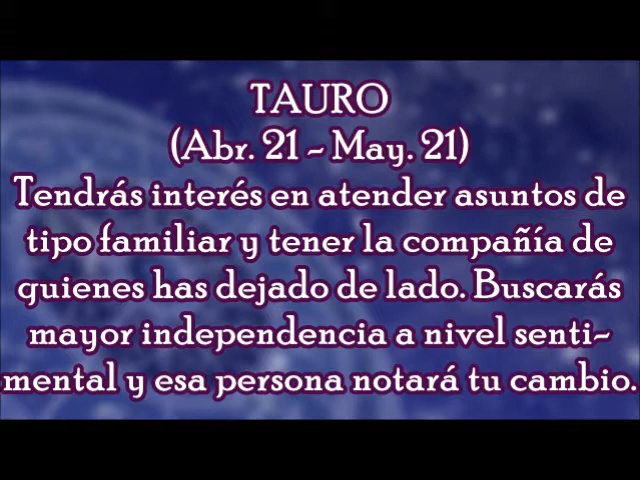 TAURO
(Abr. 21 - May. 21)
Tendrás interés en atender asuntos de
tipo familiar y tener la compañía de
quienes has dejado de lado. Buscarás
mayor independencia a nivel senti-
mental y esa persona notará tu cambio.